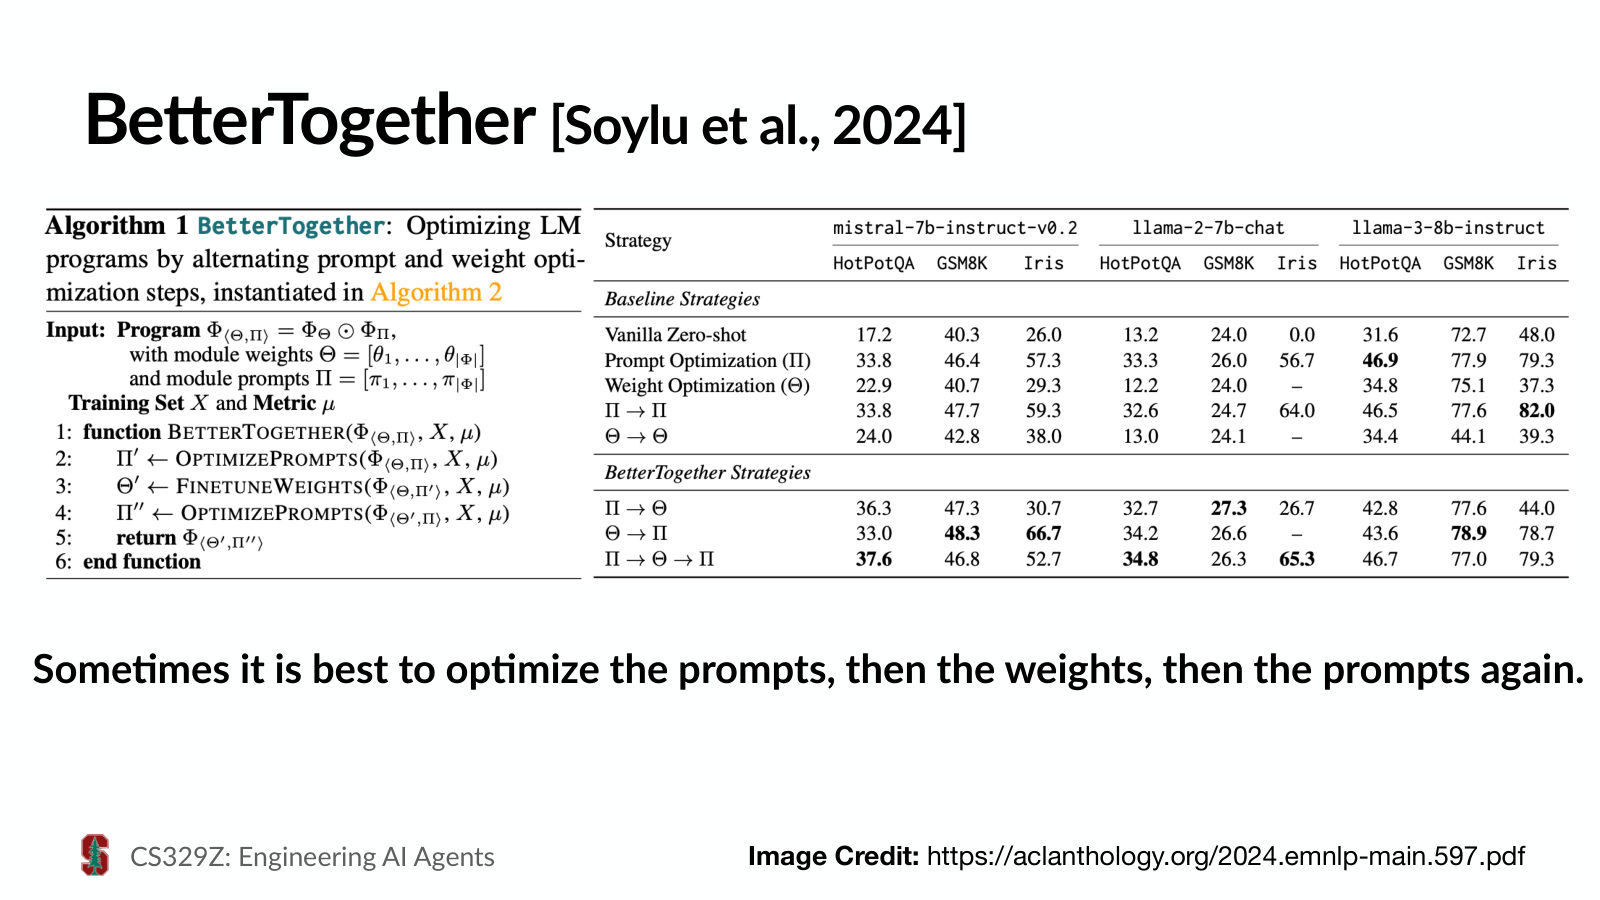 BetterTogether [Soylu et al., 2024]
Algorithm 1 BetterTogether: Optimizing LM
programs by alternating prompt and weight opti-
mization steps, instantiated in Algorithm 2
Input: Program Φ⟨Θ,Π⟩ = ΦΘ ⊙ ΦΠ,
with module weights Θ = [θ1, . . . , θ|Φ|]
and module prompts Π = [π1, . . . , π|Φ|]
Training Set X and Metric μ
1: function BETTERTOGETHER(Φ⟨Θ,Π⟩, X, μ)
2: Π′ ← OPTIMIZEPROMPTS(Φ⟨Θ,Π⟩, X, μ)
3: Θ′ ← FINETUNEWEIGHTS(Φ⟨Θ,Π′⟩, X, μ)
4: Π′′ ← OPTIMIZEPROMPTS(Φ⟨Θ′,Π⟩, X, μ)
5: return Φ⟨Θ′,Π′′⟩
6: end function
Strategy mistral-7b-instruct-v0.2 llama-2-7b-chat llama-3-8b-instruct
HotPotQA GSM8K Iris HotPotQA GSM8K Iris HotPotQA GSM8K Iris
Baseline Strategies
Vanilla Zero-shot 17.2 40.3 26.0 13.2 24.0 0.0 31.6 72.7 48.0
Prompt Optimization (Π) 33.8 46.4 57.3 33.3 26.0 56.7 46.9 77.9 79.3
Weight Optimization (Θ) 22.9 40.7 29.3 12.2 24.0 – 34.8 75.1 37.3
Π → Π 33.8 47.7 59.3 32.6 24.7 64.0 46.5 77.6 82.0
Θ → Θ 24.0 42.8 38.0 13.0 24.1 – 34.4 44.1 39.3
BetterTogether Strategies
Π → Θ 36.3 47.3 30.7 32.7 27.3 26.7 42.8 77.6 44.0
Θ → Π 33.0 48.3 66.7 34.2 26.6 – 43.6 78.9 78.7
Π → Θ → Π 37.6 46.8 52.7 34.8 26.3 65.3 46.7 77.0 79.3
Sometimes it is best to optimize the prompts, then the weights, then the prompts again.
CS329Z: Engineering AI Agents
Image Credit: https://aclanthology.org/2024.emnlp-main.597.pdf